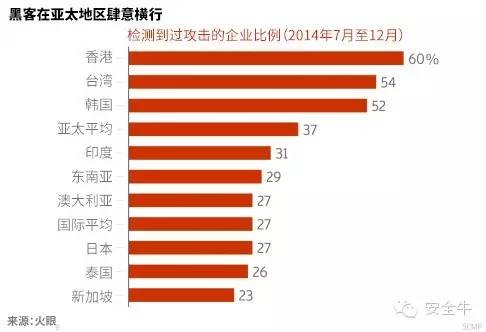 黑客在亚太地区肆意横行
检测到过攻击的企业比例(2014年7月至12月)
香港 60%
台湾 54
韩国 52
亚太平均 37
印度 31
东南亚 29
澳大利亚 27
国际平均 27
日本 27
泰国 26
新加坡 23
来源:火眼
安全牛
SCMP